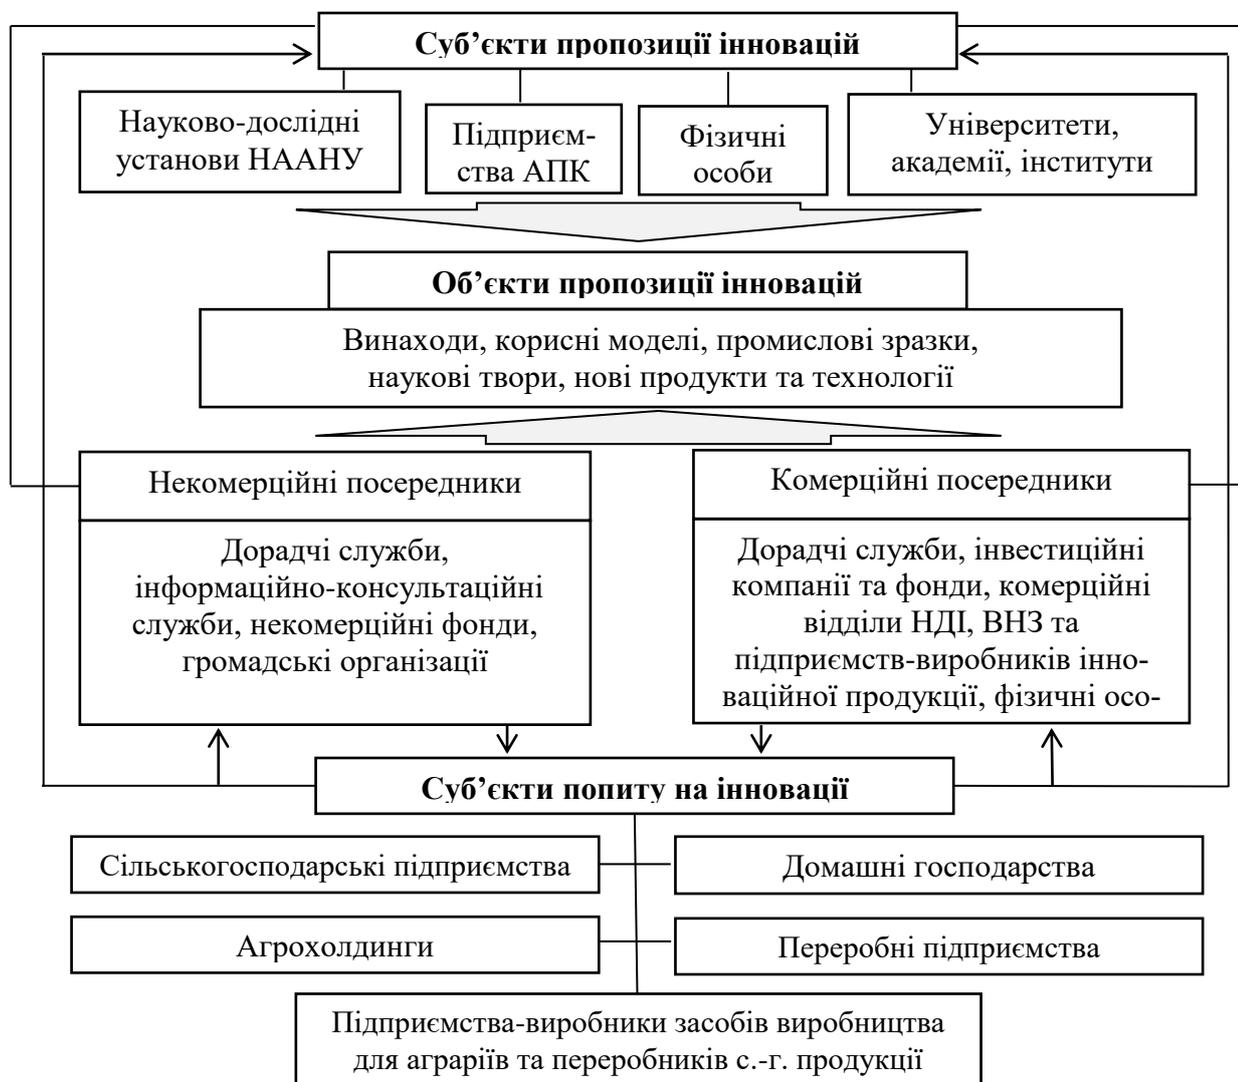 Суб’єкти пропозиції інновацій
Науково-дослідні
установи НААНУ
Підприєм-
ства АПК
Фізичні
особи
Університети,
академії, інститути
Об’єкти пропозиції інновацій
Винаходи, корисні моделі, промислові зразки,
наукові твори, нові продукти та технології
Некомерційні посередники
Дорадчі служби,
інформаційно-консультаційні
служби, некомерційні фонди,
громадські організації
Комерційні посередники
Дорадчі служби, інвестиційні
компанії та фонди, комерційні
відділи НДІ, ВНЗ та
підприємств-виробників інно-
ваційної продукції, фізичні осо-
Суб’єкти попиту на інновації
Сільськогосподарські підприємства
Домашні господарства
Агрохолдинги
Переробні підприємства
Підприємства-виробники засобів виробництва
для аграріїв та переробників с.-г. продукції